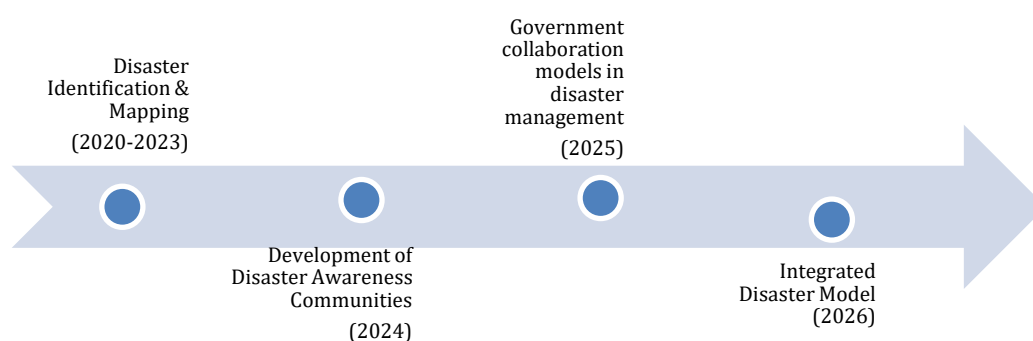 Disaster
Identification &
Mapping
(2020-2023)
Development of
Disaster Awareness
Communities
(2024)
Government
collaboration
models in
disaster
management
(2025)
Integrated
Disaster Model
(2026)